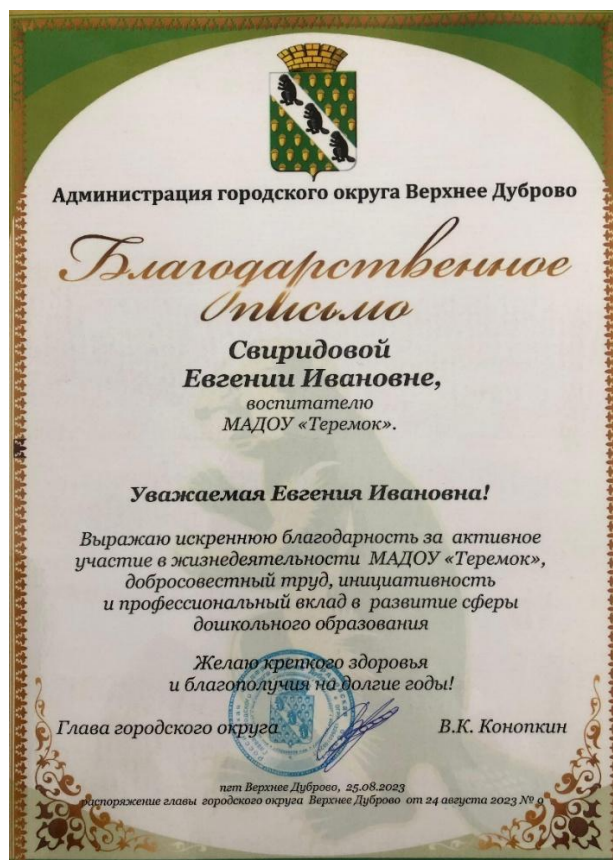 Администрация городского округа Верхнее Дуброво
Благодарственное
письмо
Свиридовой
Евгении Ивановне,
воспитателю
МАДОУ «Теремок».
Уважаемая Евгения Ивановна!
Выражаю искреннюю благодарность за активное
участие в жизнедеятельности МАДОУ «Теремок»,
добросовестный труд, инициативность
и профессиональный вклад в развитие сферы
дошкольного образования
Желаю крепкого здоровья
и благополучия на долгие годы!
Глава городского округа В.К. Конопкин
пгт Верхнее Дуброво, 25.08.2023
распоряжение главы городского округа Верхнее Дуброво от 24 августа 2023 № 9